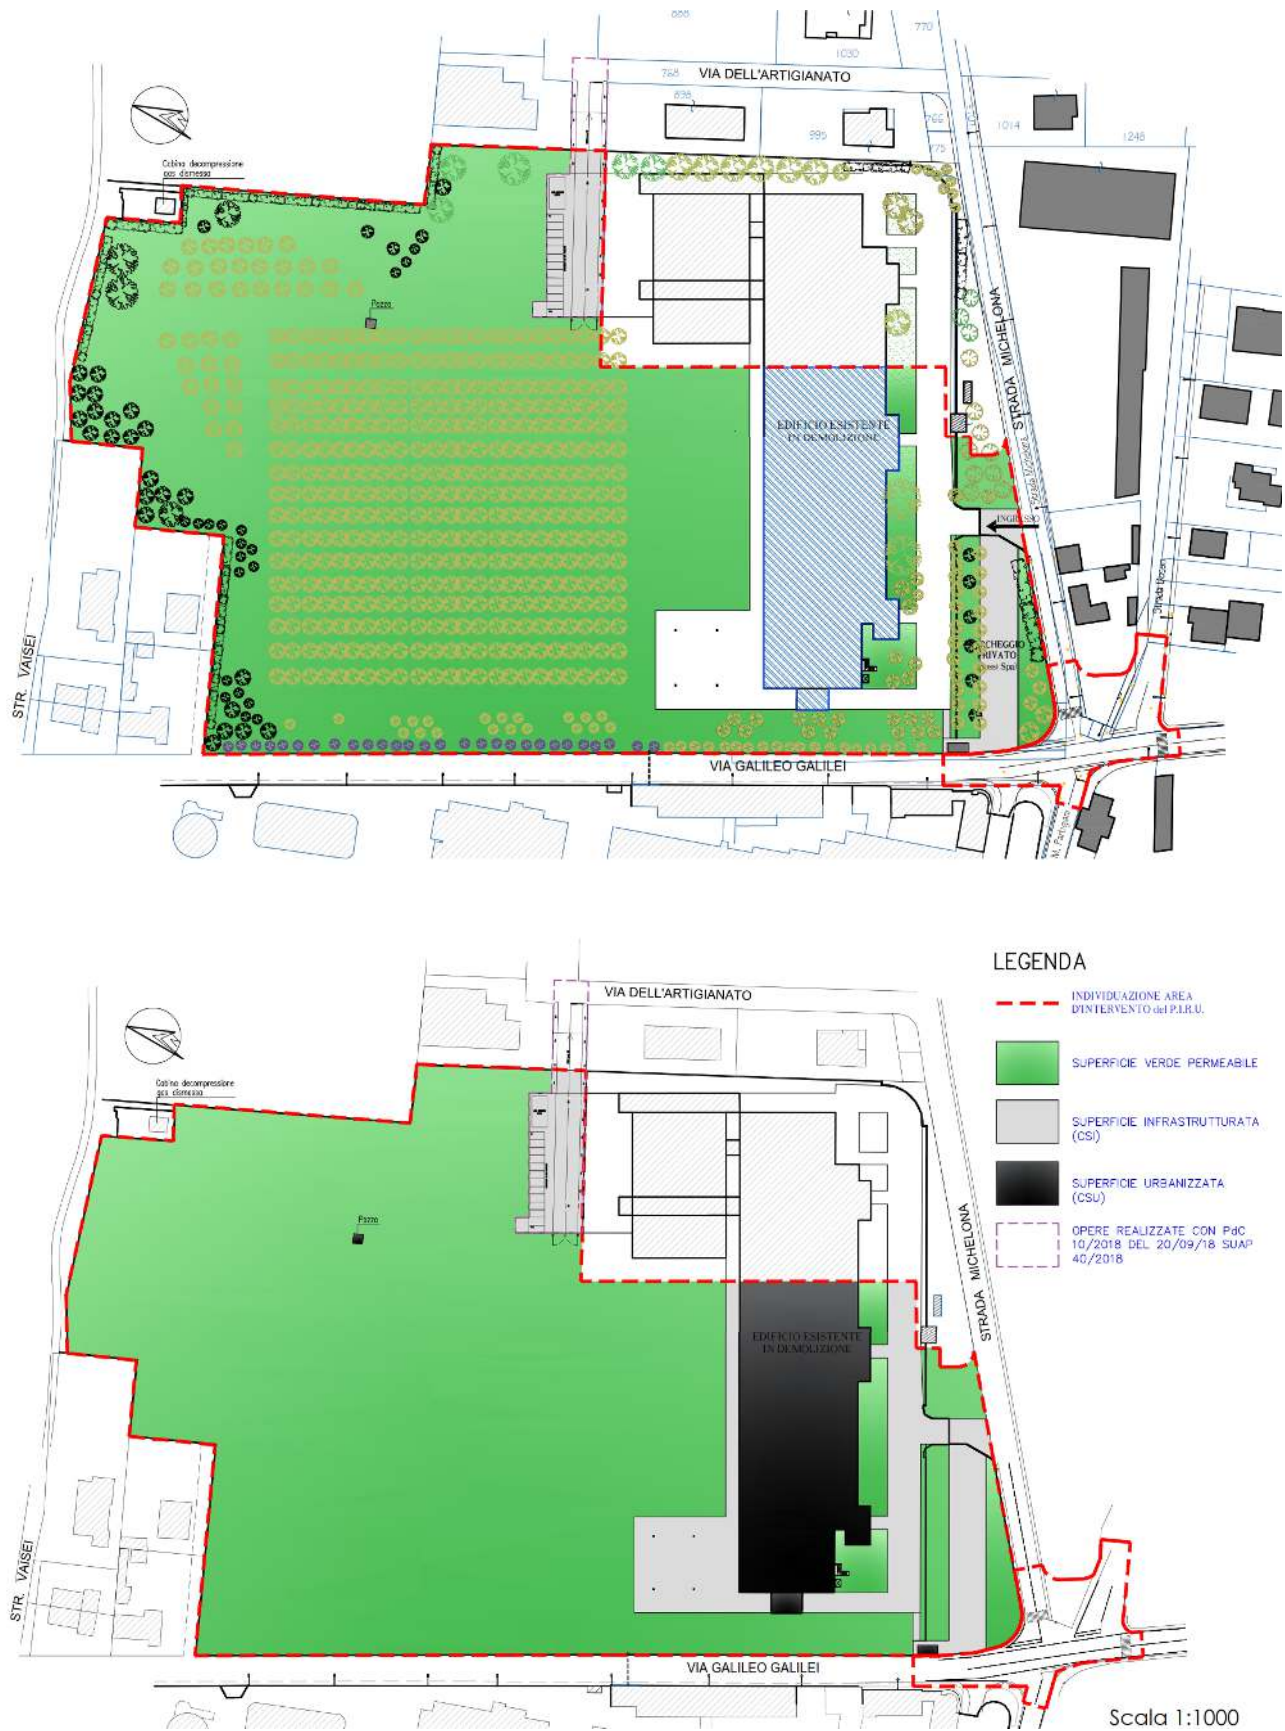 770
1030
VIA DELL'ARTIGIANATO
768
898
995
766
775
1014
1248
Cabina decompressione
gas dismessa
Pozzo
STRADA MICHELONA
EDIFICIO ESISTENTE
IN DEMOLIZIONE
INGRESSO
STR. VAISEI
VIA GALILEO GALILEI
LEGENDA
INDIVIDUAZIONE AREA
D'INTERVENTO del P.I.R.U.
SUPERFICIE VERDE PERMEABILE
SUPERFICIE INFRASTRUTTURATA
(CSI)
SUPERFICIE URBANIZZATA
(CSU)
OPERE REALIZZATE CON PdC
10/2018 DEL 20/09/18 SUAP
40/2018
VIA DELL'ARTIGIANATO
Cabina decompressione
gas dismessa
Pozzo
STRADA MICHELONA
EDIFICIO ESISTENTE
IN DEMOLIZIONE
STR. VAISEI
VIA GALILEO GALILEI
Scala 1:1000